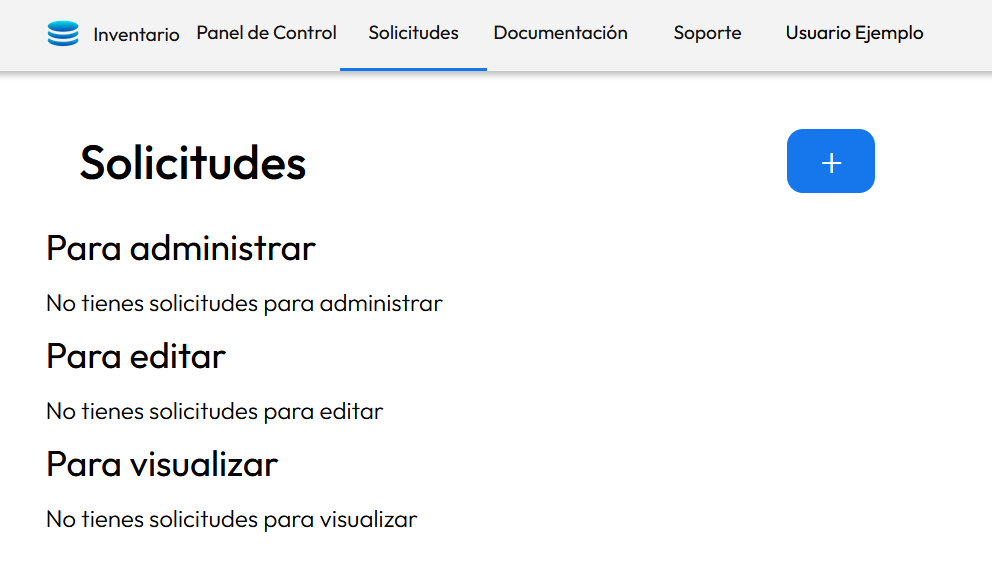 Inventario Panel de Control Solicitudes Documentación Soporte Usuario Ejemplo
Solicitudes +
Para administrar
No tienes solicitudes para administrar
Para editar
No tienes solicitudes para editar
Para visualizar
No tienes solicitudes para visualizar